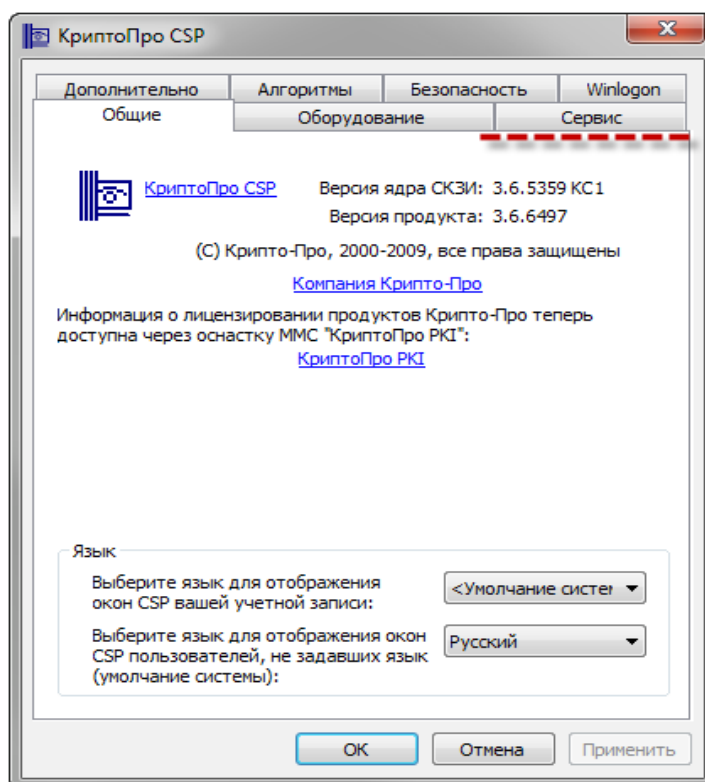 КриптоПро CSP
Дополнительно Алгоритмы Безопасность Winlogon
Общие Оборудование Сервис
КриптоПро CSP Версия ядра СКЗИ: 3.6.5359 КС1
Версия продукта: 3.6.6497
(С) Крипто-Про, 2000-2009, все права защищены
Компания Крипто-Про
Информация о лицензировании продуктов Крипто-Про теперь
доступна через оснастку ММС "КриптоПро PKI":
КриптоПро PKI
Язык
Выберите язык для отображения
окон CSP вашей учетной записи:
<Умолчание систем
Выберите язык для отображения окон
CSP пользователей, не задавших язык
(умолчание системы):
Русский
ОК Отмена Применить